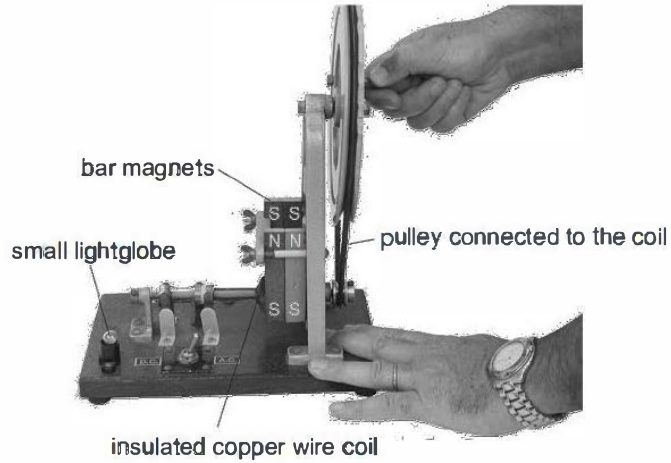 bar magnets
S S
N N
pulley connected to the coil
small lightglobe
S S
D.C.
A.C.
insulated copper wire coil